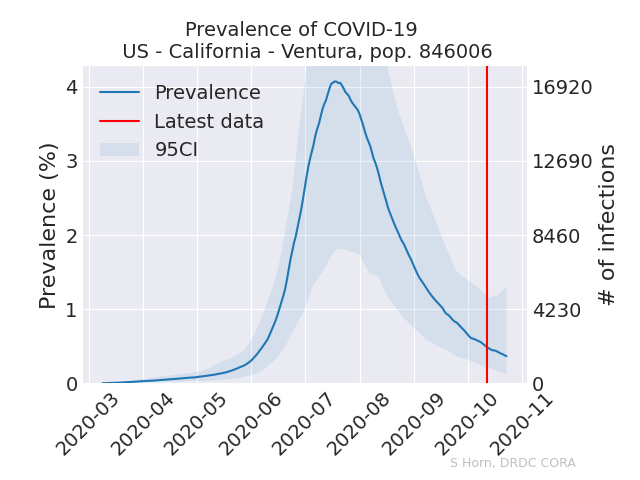 Prevalence of COVID-19
US - California - Ventura, pop. 846006
Prevalence
Latest data
95CI
Prevalence (%)
4
3
2
1
0
16920
12690
8460
4230
0
# of infections
2020-03
2020-04
2020-05
2020-06
2020-07
2020-08
2020-09
2020-10
2020-11
S Horn, DRDC CORA